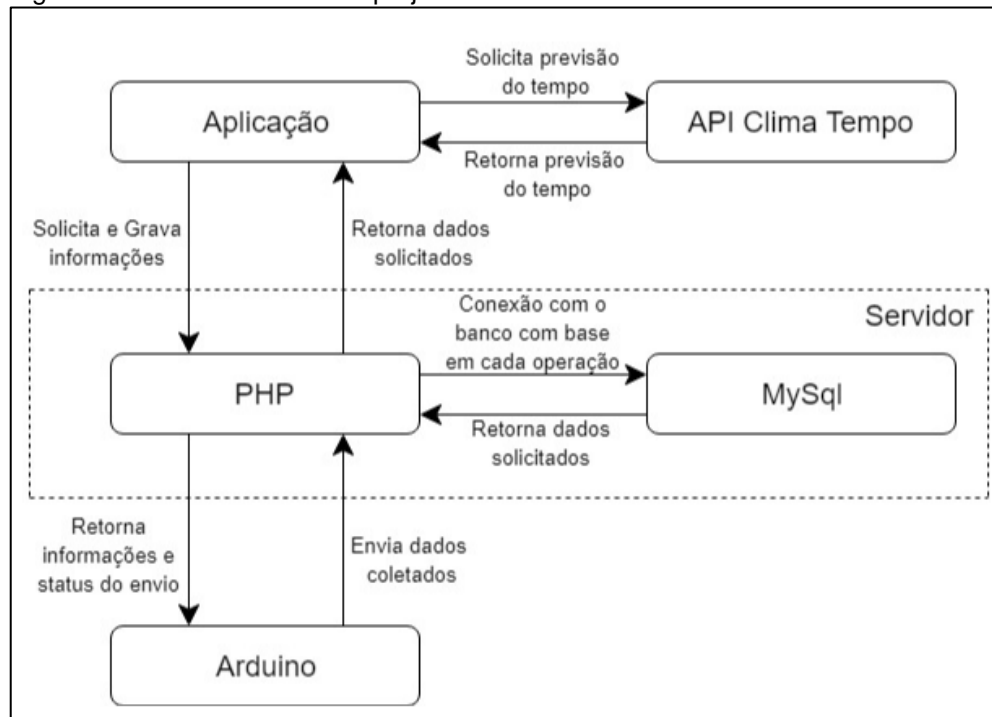 Solicita previsão
do tempo
Aplicação
API Clima Tempo
Retorna previsão
do tempo
Solicita e Grava
informações
Retorna dados
solicitados
Servidor
Conexão com o
banco com base
em cada operação
PHP
MySql
Retorna dados
solicitados
Retorna
informações e
status do envio
Envia dados
coletados
Arduino